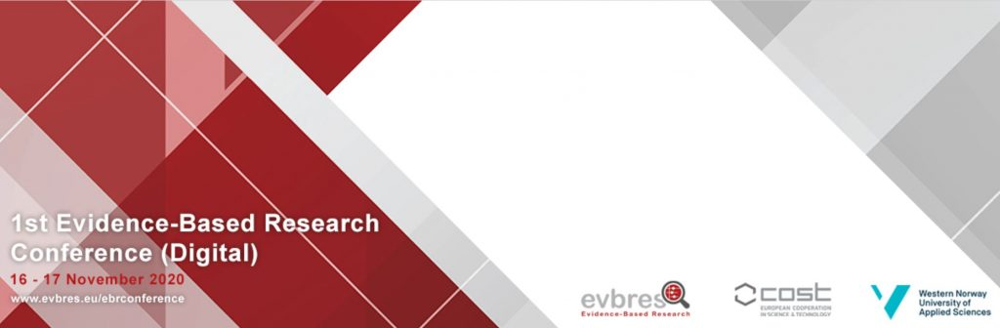 1st Evidence-Based Research
Conference (Digital)
16 - 17 November 2020
www.evbres.eu/ebrconference
evbres
Evidence-Based Research
cost
EUROPEAN COOPERATION
IN SCIENCE & TECHNOLOGY
Western Norway
University of
Applied Sciences